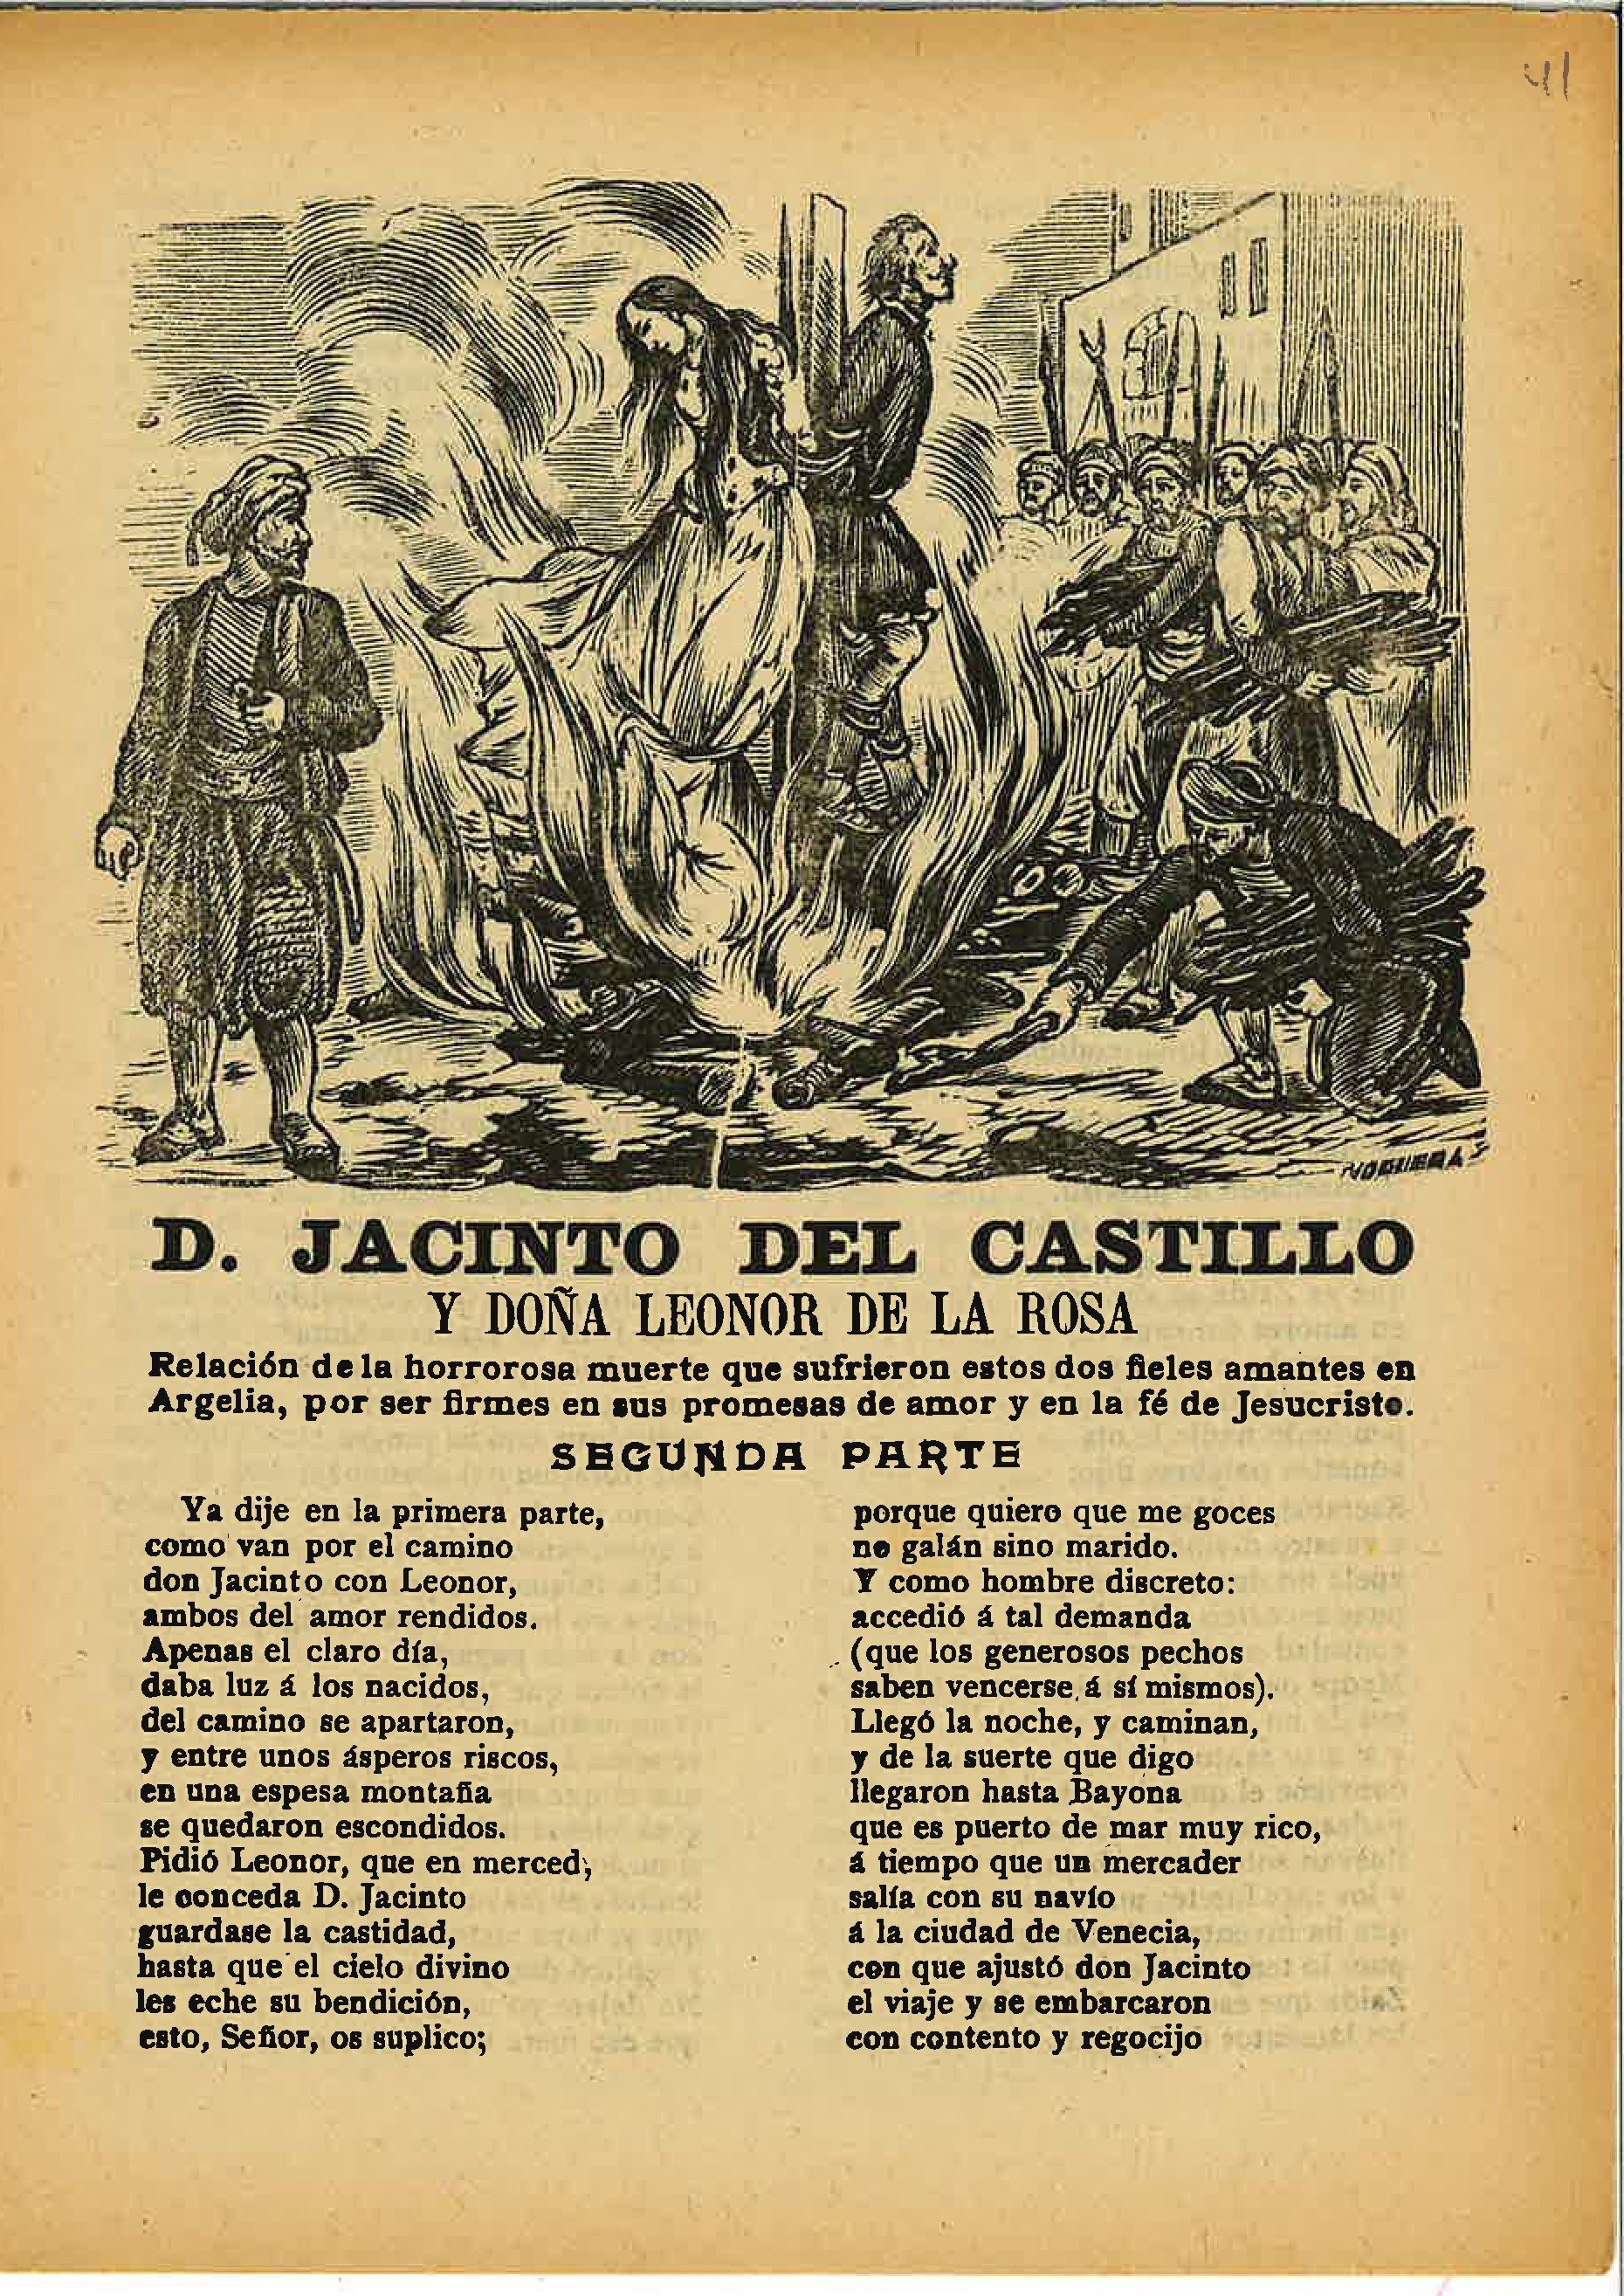 41
NOGUERA
D. JACINTO DEL CASTILLO
Y DOÑA LEONOR DE LA ROSA
Relación de la horrorosa muerte que sufrieron estos dos fieles amantes en
Argelia, por ser firmes en sus promesas de amor y en la fé de Jesucristo.
SEGUNDA PARTE
Ya dije en la primera parte,
como van por el camino
don Jacinto con Leonor,
ambos del amor rendidos.
Apenas el claro día,
daba luz á los nacidos,
del camino se apartaron,
y entre unos ásperos riscos,
en una espesa montaña
se quedaron escondidos.
Pidió Leonor, que en merced,
le conceda D. Jacinto
guardase la castidad,
hasta que el cielo divino
les eche su bendición,
esto, Señor, os suplico;
porque quiero que me goces
no galán sino marido.
Y como hombre discreto:
accedió á tal demanda
(que los generosos pechos
saben vencerse á sí mismos).
Llegó la noche, y caminan,
y de la suerte que digo
llegaron hasta Bayona
que es puerto de mar muy rico,
á tiempo que un mercader
salía con su navío
á la ciudad de Venecia,
con que ajustó don Jacinto
el viaje y se embarcaron
con contento y regocijo